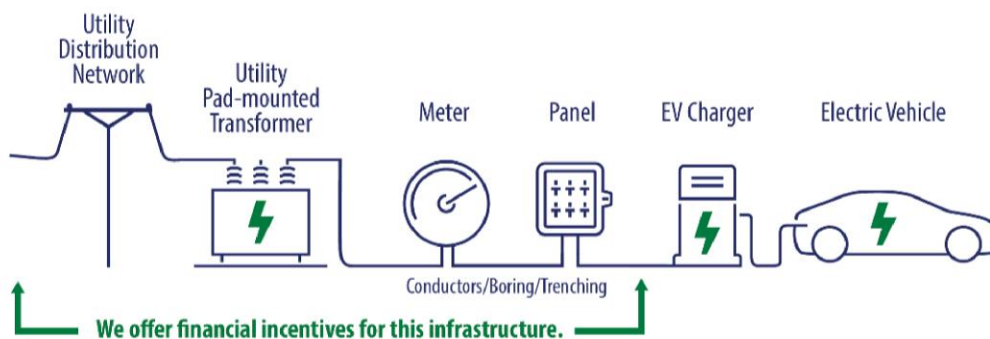 Utility
Distribution
Network
Utility
Pad-mounted
Transformer
Meter
Panel
EV Charger
Electric Vehicle
Conductors/Boring/Trenching
We offer financial incentives for this infrastructure.